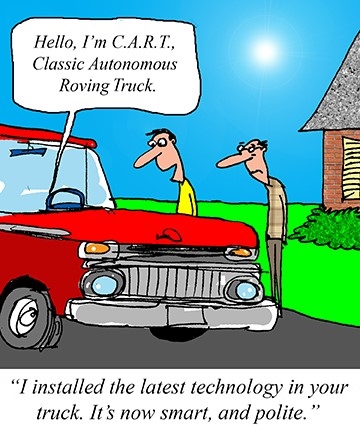 Hello, I'm C.A.R.T.,
Classic Autonomous
Roving Truck.
“I installed the latest technology in your
truck. It's now smart, and polite.”